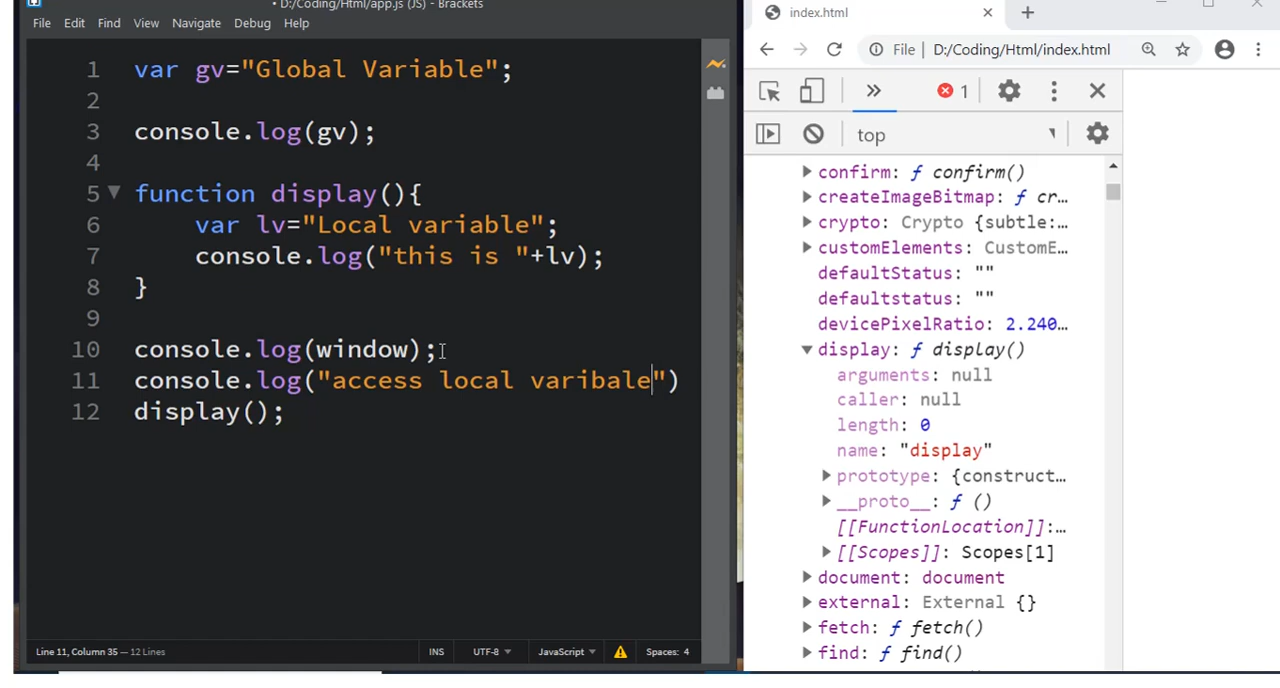 • D:/Coding/Html/app.js (JS) - Brackets
File Edit Find View Navigate Debug Help
1 var gv="Global Variable";
2
3 console.log(gv);
4
5 function display(){
6 var lv="Local variable";
7 console.log("this is "+lv);
8 }
9
10 console.log(window);
11 console.log("access local varibale")
12 display();
Line 11, Column 35 — 12 Lines
INS UTF-8 JavaScript Spaces: 4
index.html
File D:/Coding/Html/index.html
1
top
confirm: ƒ confirm()
createImageBitmap: ƒ cr…
crypto: Crypto {subtle:…
customElements: CustomE…
defaultStatus: ""
defaultstatus: ""
devicePixelRatio: 2.240…
display: ƒ display()
arguments: null
caller: null
length: 0
name: "display"
prototype: {construct…
__proto__: ƒ ()
[[FunctionLocation]]:…
[[Scopes]]: Scopes[1]
document: document
external: External {}
fetch: ƒ fetch()
find: ƒ find()